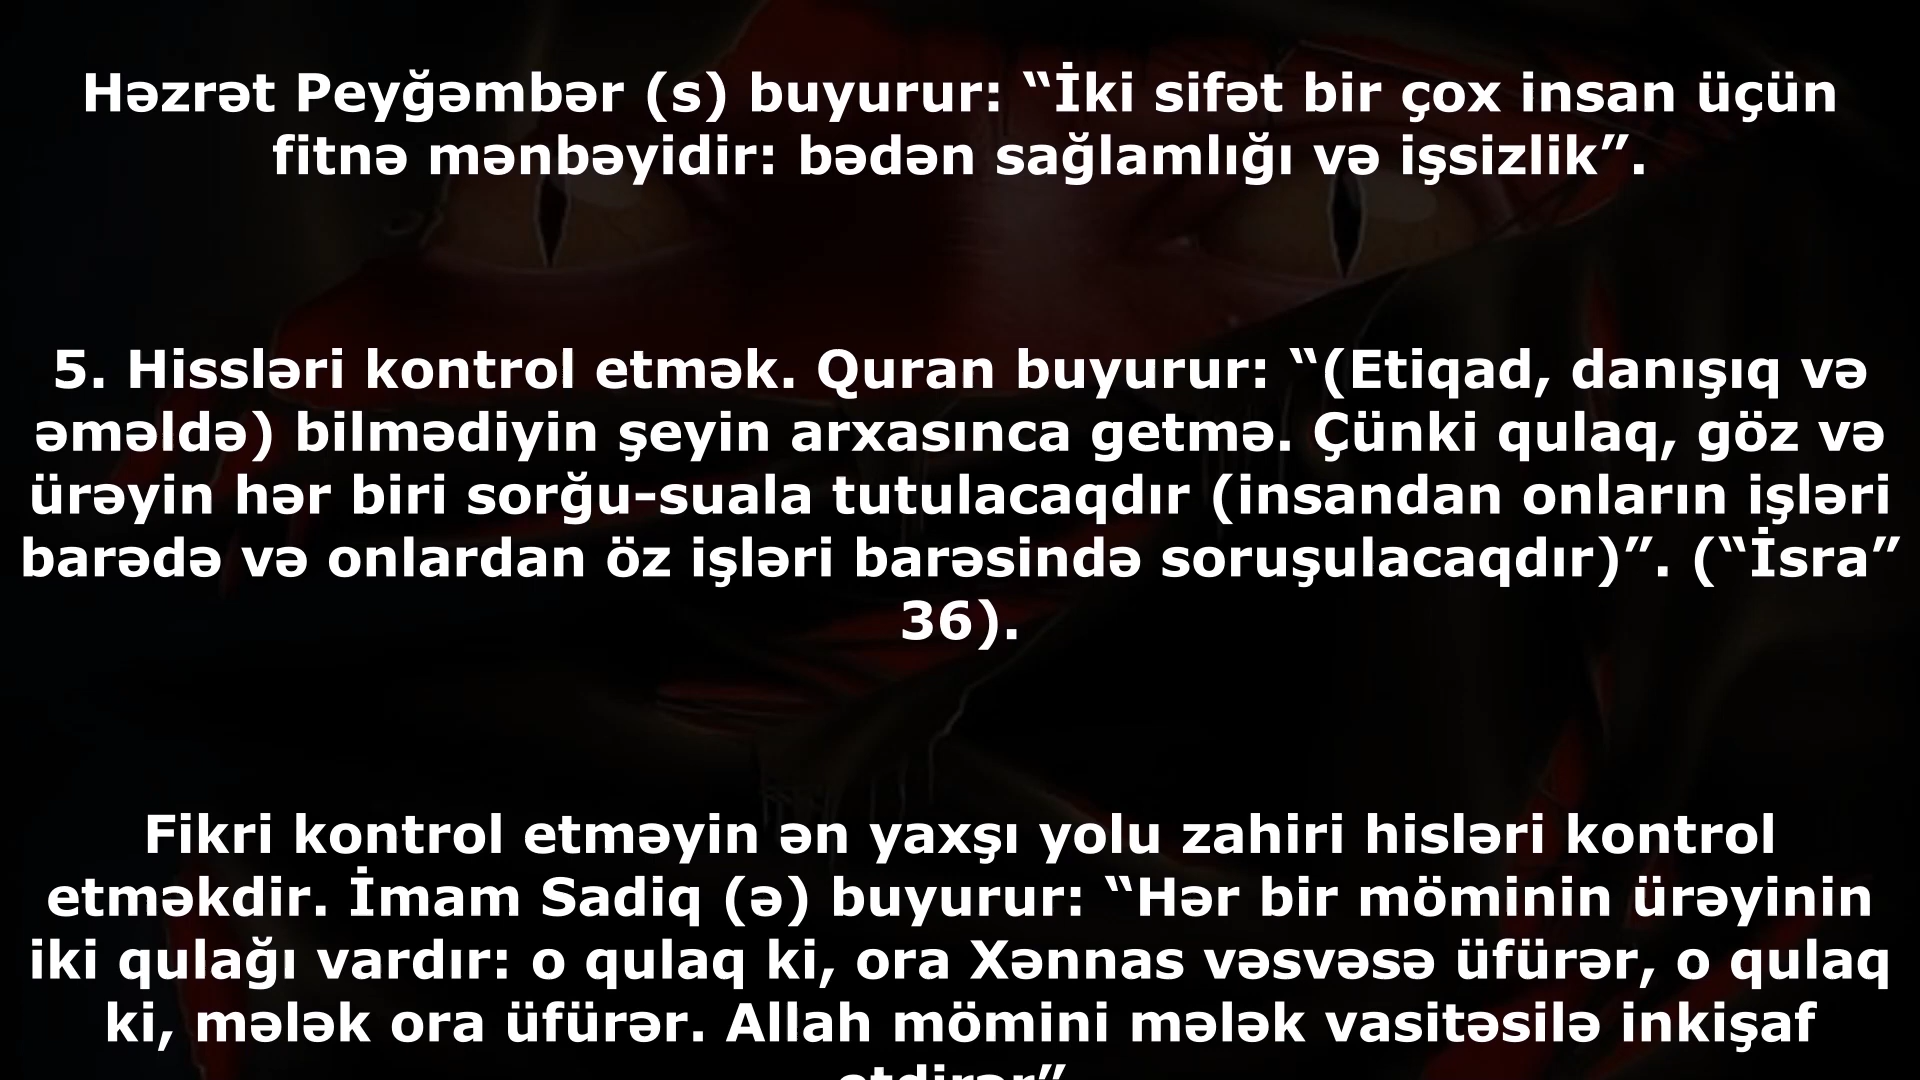 Həzrət Peyğəmbər (s) buyurur: “İki sifət bir çox insan üçün
fitnə mənbəyidir: bədən sağlamlığı və işsizlik”.
5. Hissləri kontrol etmək. Quran buyurur: “(Etiqad, danışıq və
əməldə) bilmədiyin şeyin arxasınca getmə. Çünki qulaq, göz və
ürəyin hər biri sorğu-suala tutulacaqdır (insandan onların işləri
barədə və onlardan öz işləri barəsində soruşulacaqdır)”. (“İsra”
36).
Fikri kontrol etməyin ən yaxşı yolu zahiri hisləri kontrol
etməkdir. İmam Sadiq (ə) buyurur: “Hər bir möminin ürəyinin
iki qulağı vardır: o qulaq ki, ora Xənnas vəsvəsə üfürər, o qulaq
ki, mələk ora üfürər. Allah mömini mələk vasitəsilə inkişaf